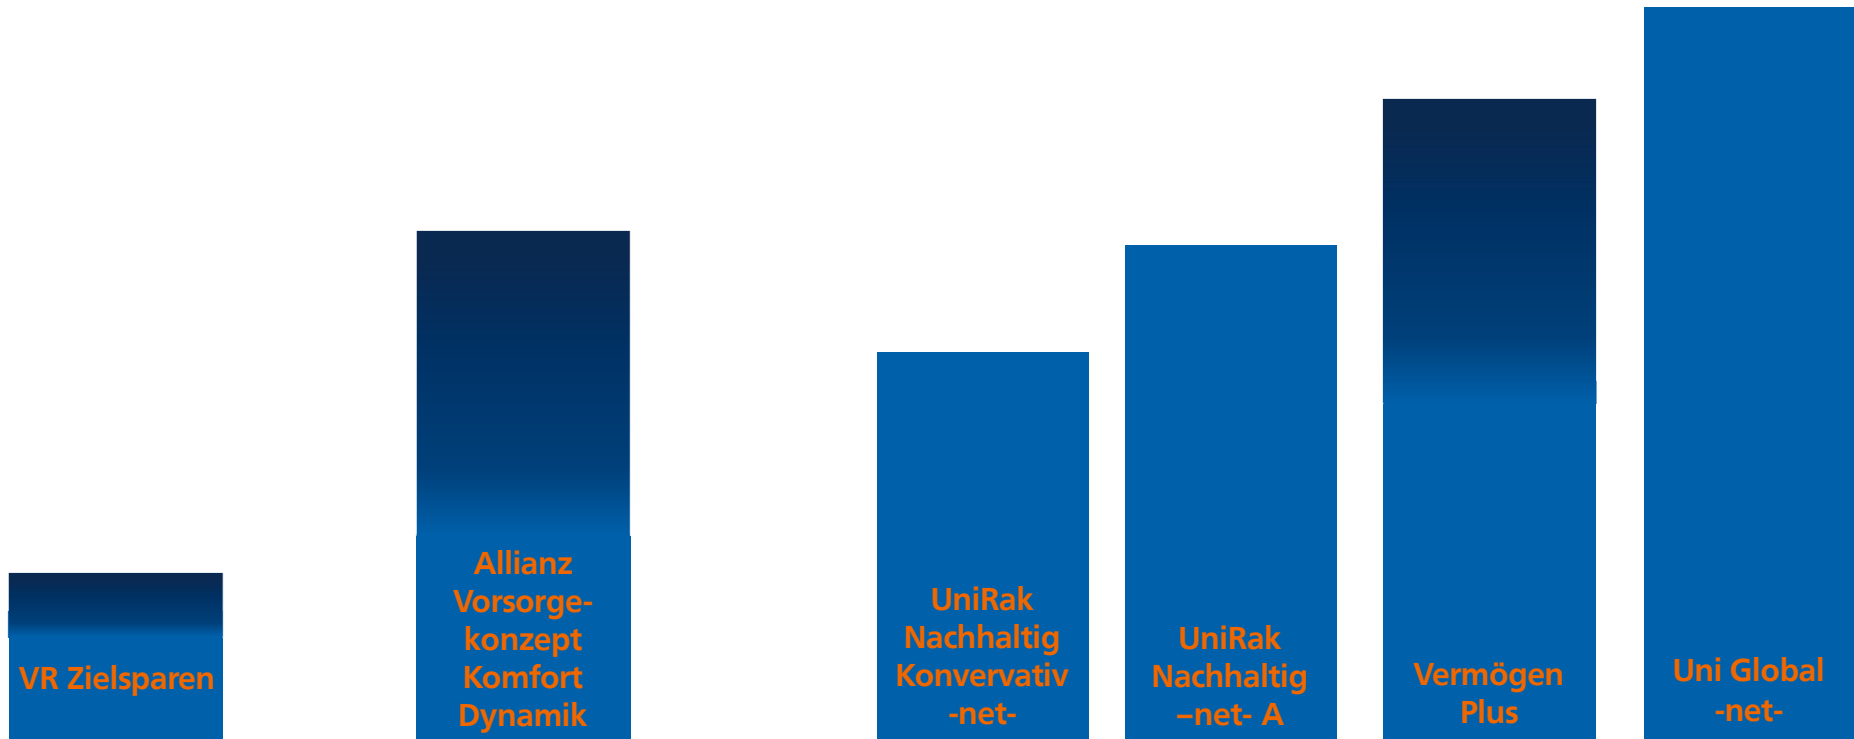 VR Zielsparen
Allianz
Vorsorge-
konzept
Komfort
Dynamik
UniRak
Nachhaltig
Konvervativ
-net-
UniRak
Nachhaltig
–net- A
Vermögen
Plus
Uni Global
-net-